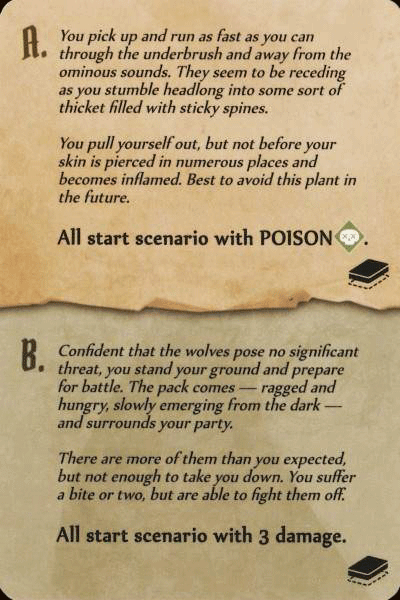 A. You pick up and run as fast as you can
through the underbrush and away from the
ominous sounds. They seem to be receding
as you stumble headlong into some sort of
thicket filled with sticky spines.
You pull yourself out, but not before your
skin is pierced in numerous places and
becomes inflamed. Best to avoid this plant in
the future.
All start scenario with POISON.
B. Confident that the wolves pose no significant
threat, you stand your ground and prepare
for battle. The pack comes — ragged and
hungry, slowly emerging from the dark —
and surrounds your party.
There are more of them than you expected,
but not enough to take you down. You suffer
a bite or two, but are able to fight them off.
All start scenario with 3 damage.